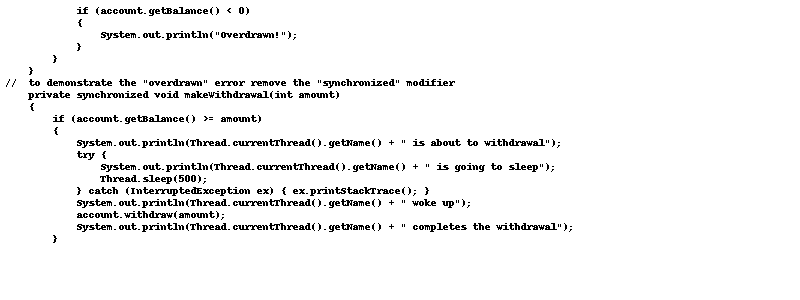 if (account.getBalance() < 0)
{
System.out.println("Overdrawn!");
}
}
}
// to demonstrate the "overdrawn" error remove the "synchronized" modifier
private synchronized void makeWithdrawal(int amount)
{
if (account.getBalance() >= amount)
{
System.out.println(Thread.currentThread().getName() + " is about to withdrawal");
try {
System.out.println(Thread.currentThread().getName() + " is going to sleep");
Thread.sleep(500);
} catch (InterruptedException ex) { ex.printStackTrace(); }
System.out.println(Thread.currentThread().getName() + " woke up");
account.withdraw(amount);
System.out.println(Thread.currentThread().getName() + " completes the withdrawal");
}